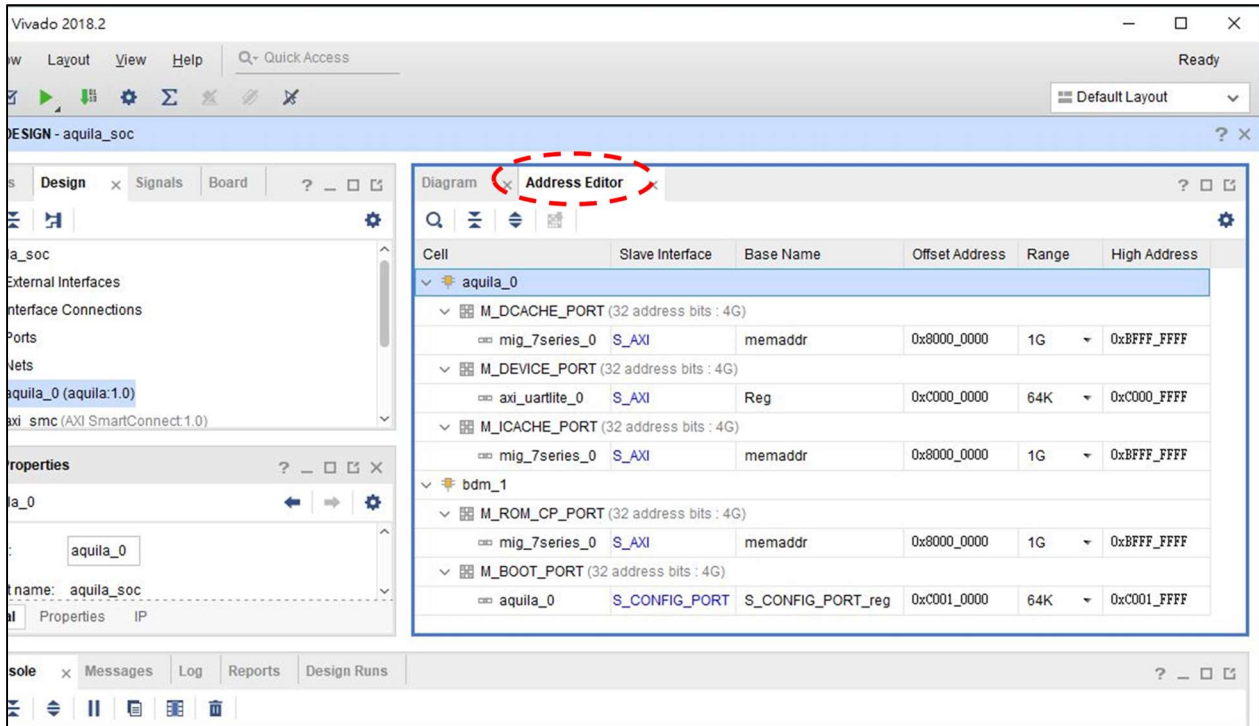 Vivado 2018.2
ow Layout View Help Quick Access Ready
Default Layout
DESIGN - aquila_soc
s Design Signals Board
a_soc
External Interfaces
nterface Connections
Ports
Nets
aquila_0 (aquila:1.0)
axi_smc (AXI SmartConnect:1.0)
Properties
la_0
: aquila_0
t name: aquila_soc
al Properties IP
Diagram Address Editor
Cell Slave Interface Base Name Offset Address Range High Address
aquila_0
M_DCACHE_PORT (32 address bits : 4G)
mig_7series_0 S_AXI memaddr 0x8000_0000 1G 0xBFFF_FFFF
M_DEVICE_PORT (32 address bits : 4G)
axi_uartlite_0 S_AXI Reg 0xC000_0000 64K 0xC000_FFFF
M_ICACHE_PORT (32 address bits : 4G)
mig_7series_0 S_AXI memaddr 0x8000_0000 1G 0xBFFF_FFFF
bdm_1
M_ROM_CP_PORT (32 address bits : 4G)
mig_7series_0 S_AXI memaddr 0x8000_0000 1G 0xBFFF_FFFF
M_BOOT_PORT (32 address bits : 4G)
aquila_0 S_CONFIG_PORT S_CONFIG_PORT_reg 0xC001_0000 64K 0xC001_FFFF
sole Messages Log Reports Design Runs